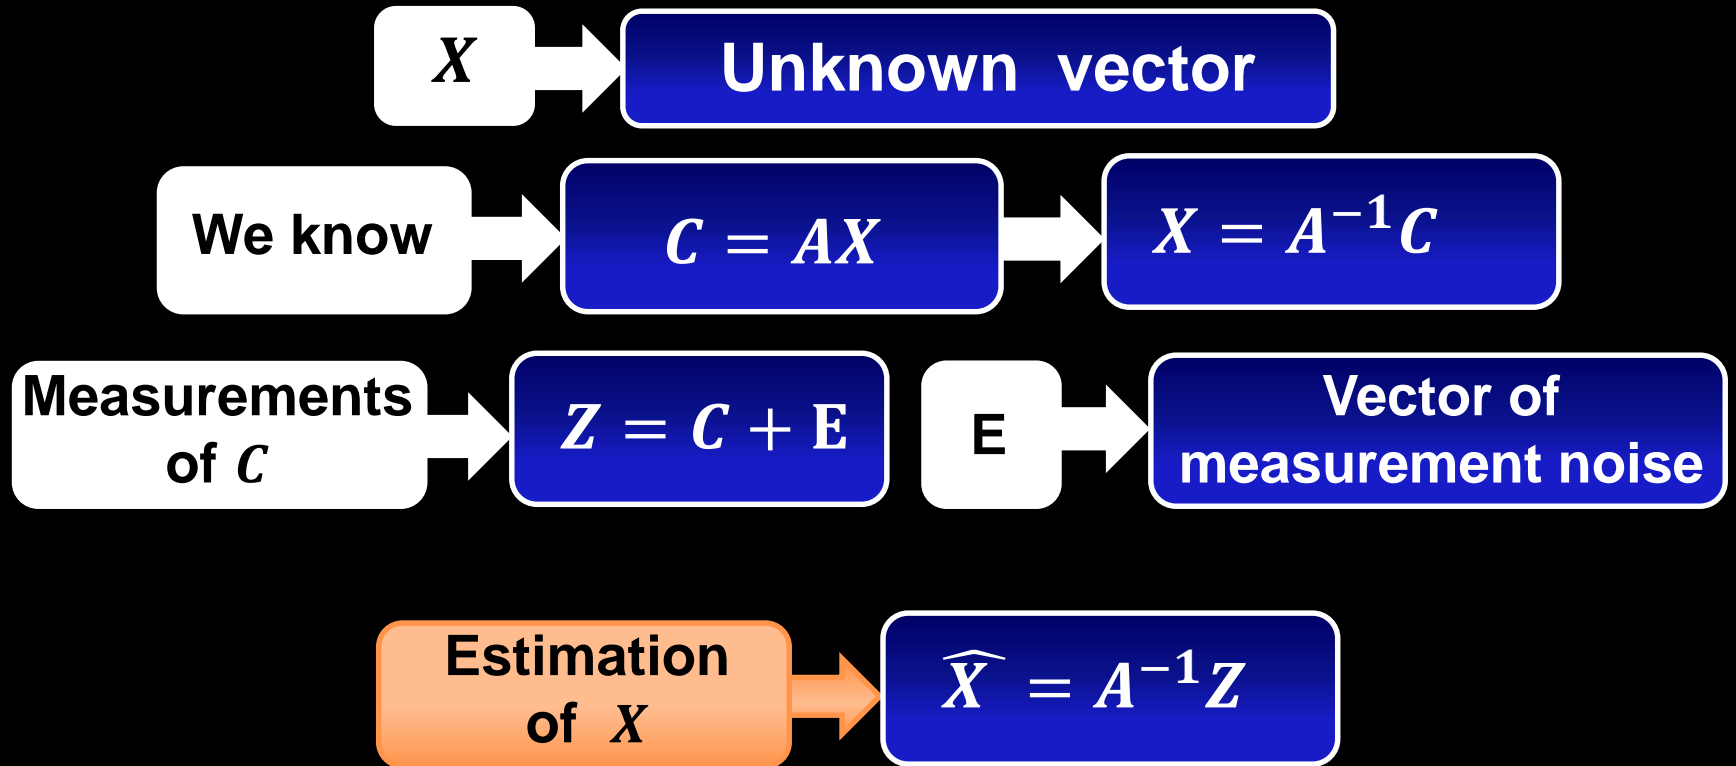 X
Unknown vector
We know
C = AX
X = A⁻¹C
Measurements
of C
Z = C + E
E
Vector of
measurement noise
Estimation
of X
X̂ = A⁻¹Z